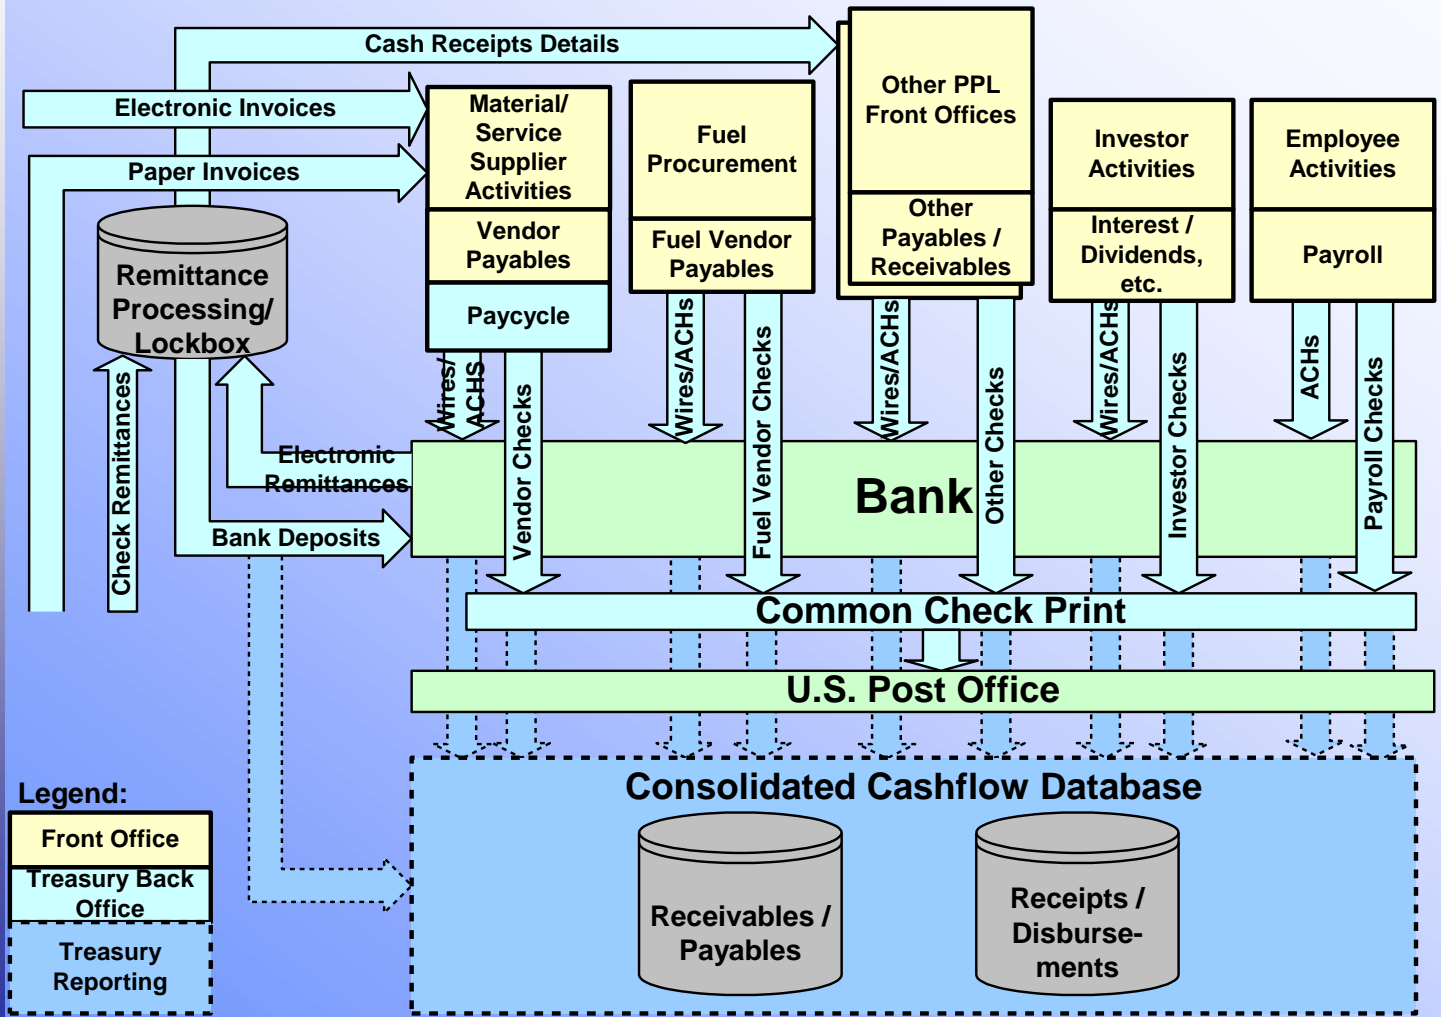 Cash Receipts Details
Electronic Invoices
Paper Invoices
Remittance
Processing/
Lockbox
Material/
Service
Supplier
Activities
Vendor
Payables
Paycycle
Fuel
Procurement
Fuel Vendor
Payables
Other PPL
Front Offices
Other
Payables /
Receivables
Investor
Activities
Interest /
Dividends,
etc.
Employee
Activities
Payroll
Wires/
ACHS
Vendor Checks
Wires/ACHs
Fuel Vendor Checks
Wires/ACHs
Other Checks
Wires/ACHs
Investor Checks
ACHs
Payroll Checks
Check Remittances
Electronic
Remittances
Bank Deposits
Bank
Common Check Print
U.S. Post Office
Consolidated Cashflow Database
Receivables /
Payables
Receipts /
Disburse-
ments
Legend:
Front Office
Treasury Back
Office
Treasury
Reporting